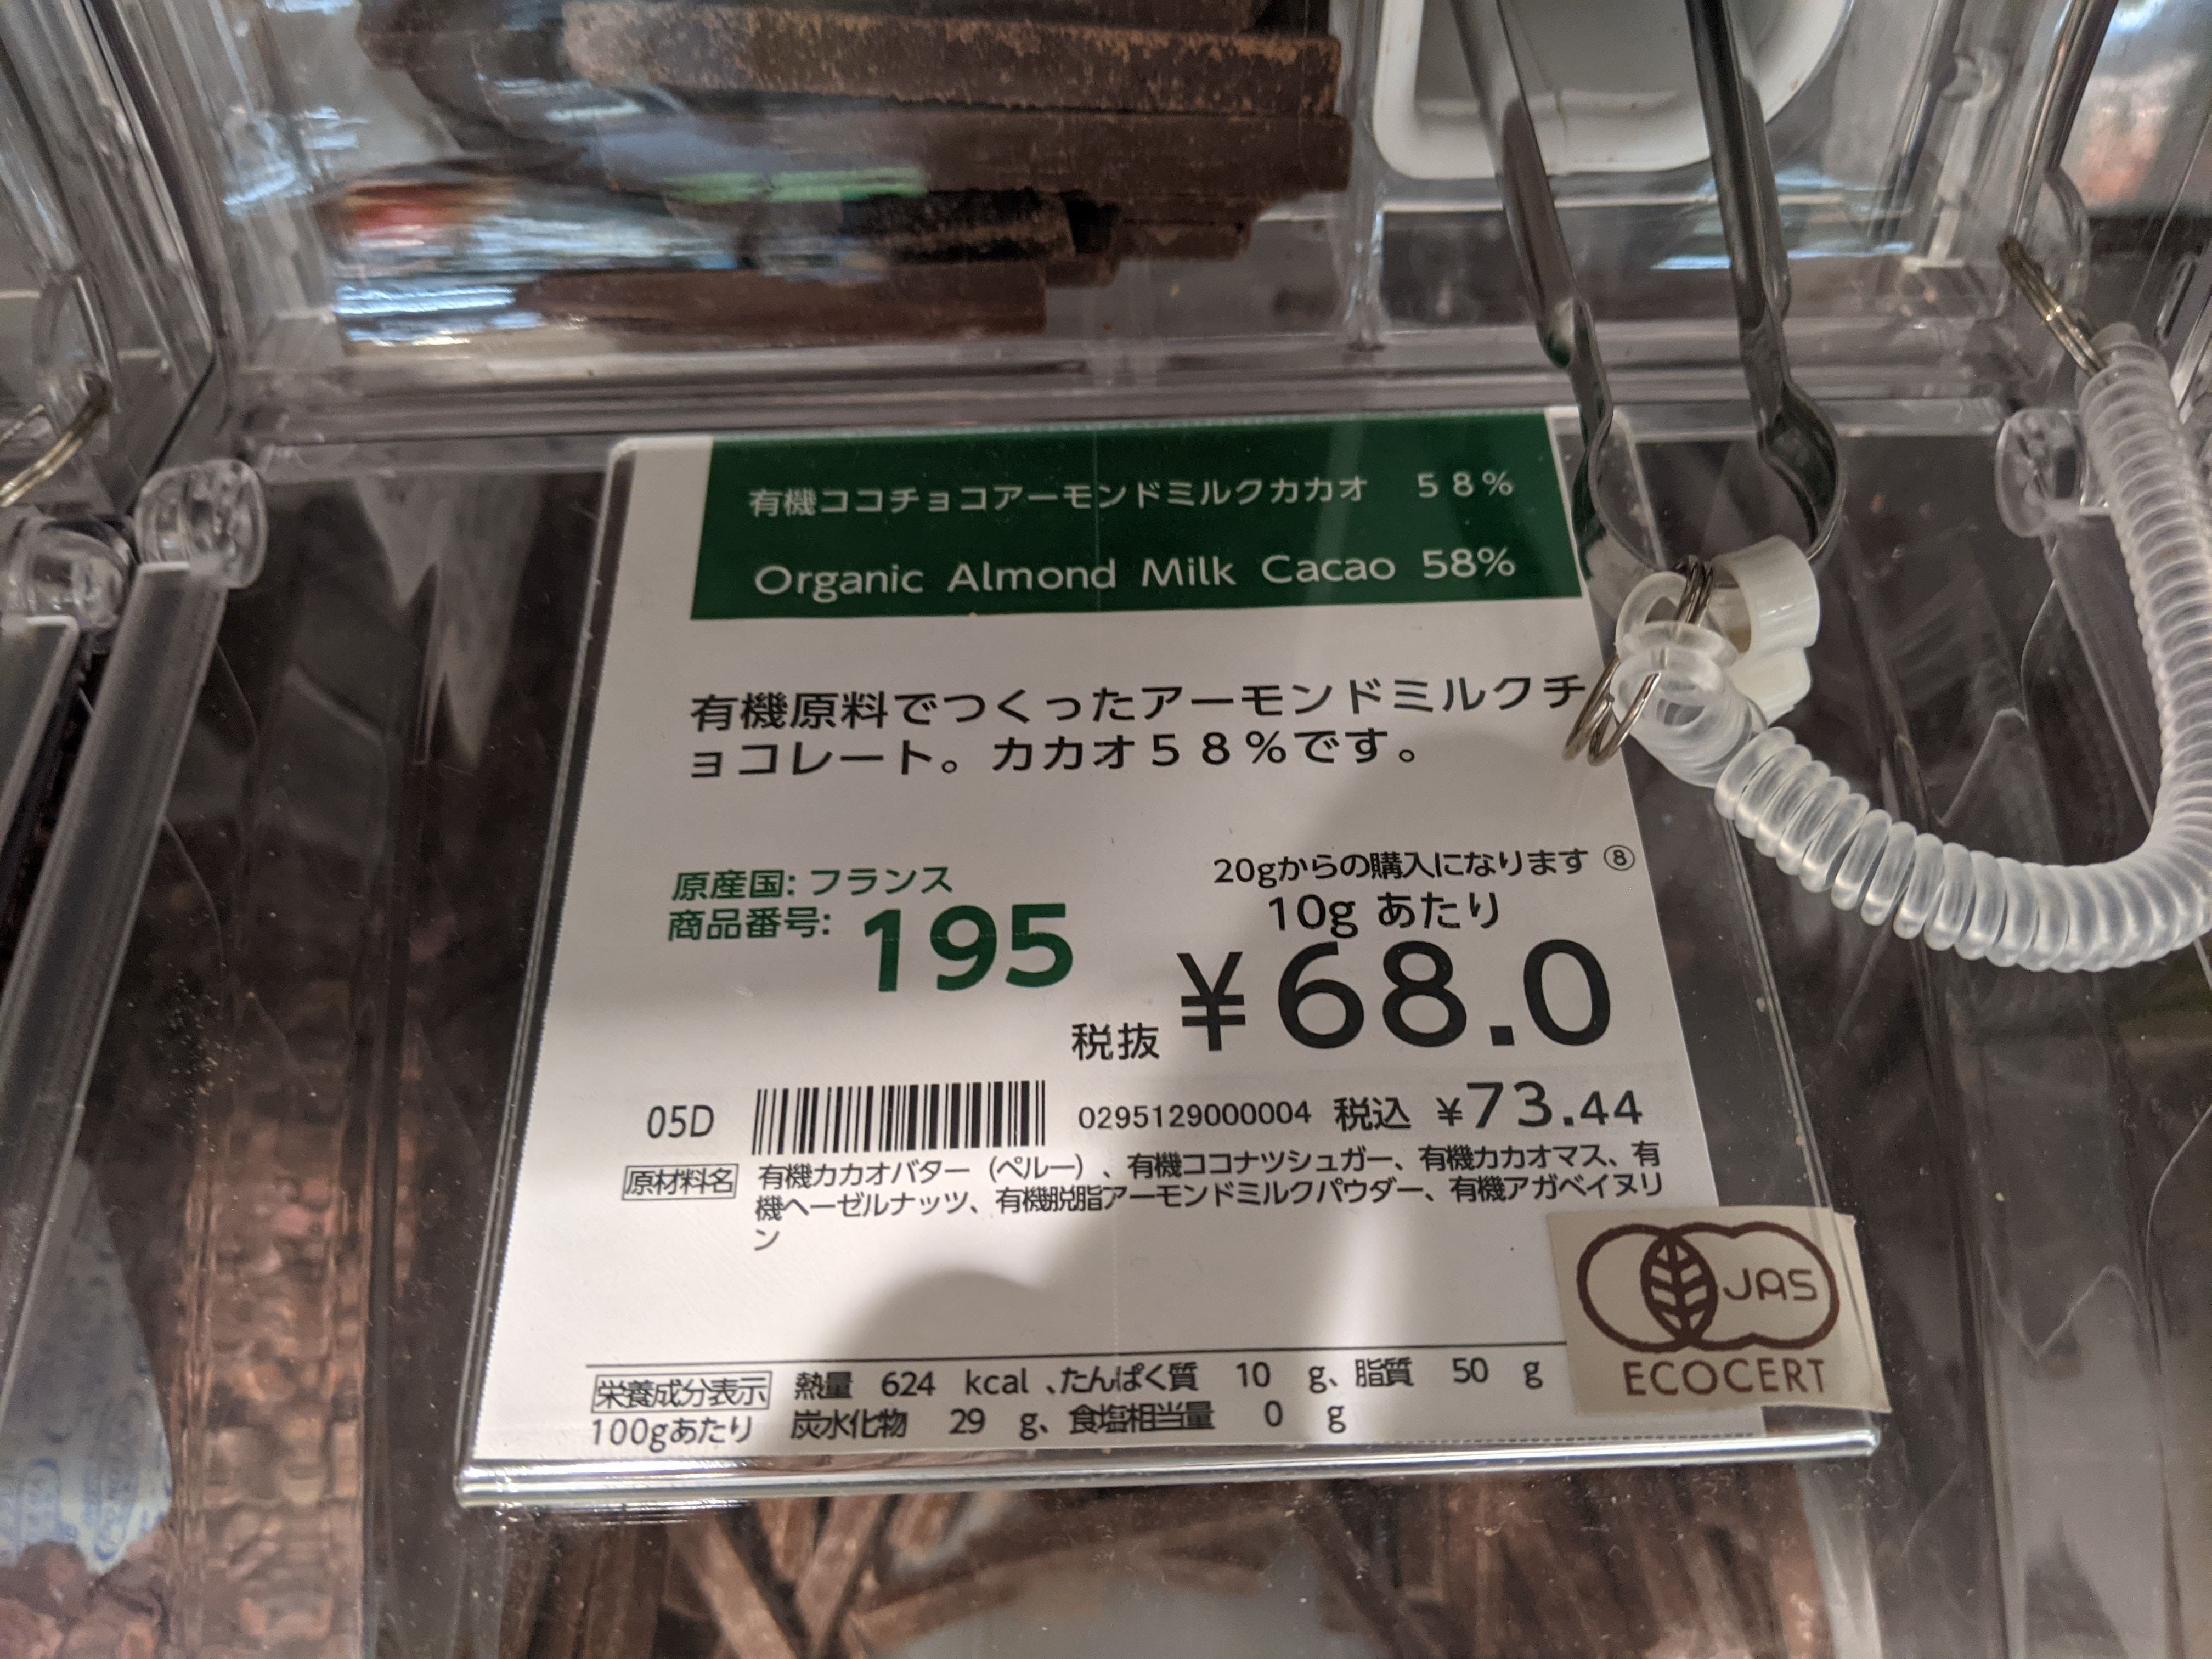 有機ココチョコアーモンドミルクカカオ 58%
Organic Almond Milk Cacao 58%
有機原料でつくったアーモンドミルクチ
ョコレート。カカオ58%です。
原産国: フランス
商品番号: 195
20gからの購入になります ⑧
10g あたり
税抜 ¥68.0
05D 0295129000004 税込 ¥73.44
原材料名 有機カカオバター（ペルー）、有機ココナツシュガー、有機カカオマス、有
機ヘーゼルナッツ、有機脱脂アーモンドミルクパウダー、有機アガベイヌリ
ン
JAS
ECOCERT
栄養成分表示 熱量 624 kcal、たんぱく質 10 g、脂質 50 g
100gあたり 炭水化物 29 g、食塩相当量 0 g